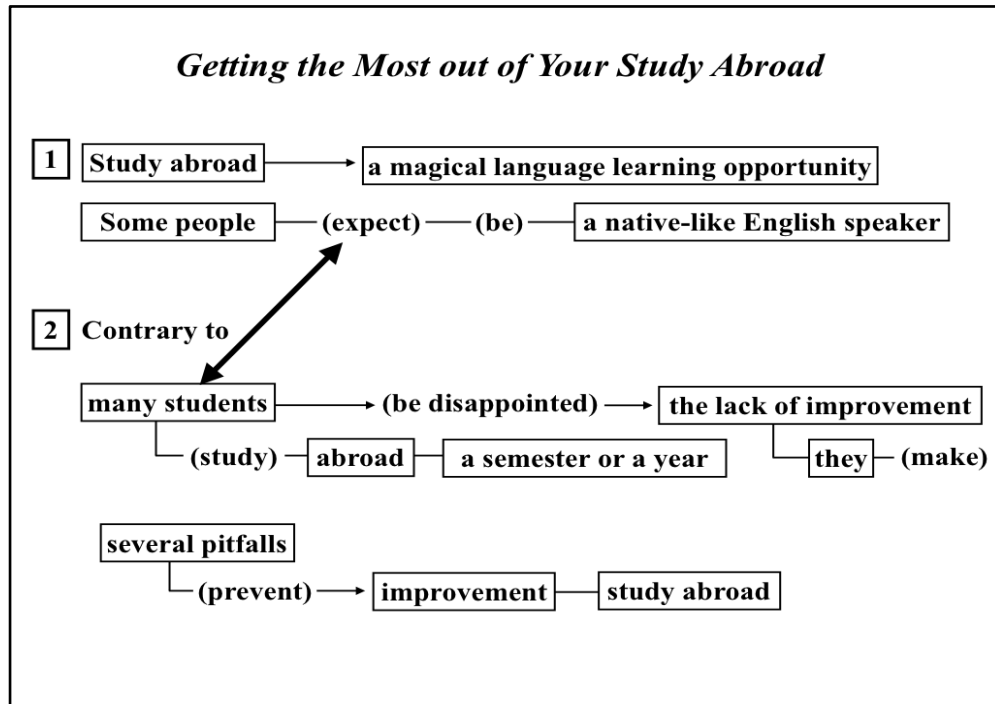 Getting the Most out of Your Study Abroad
1 Study abroad a magical language learning opportunity
Some people (expect) (be) a native-like English speaker
2 Contrary to
many students (be disappointed) the lack of improvement
(study) abroad a semester or a year they (make)
several pitfalls
(prevent) improvement study abroad